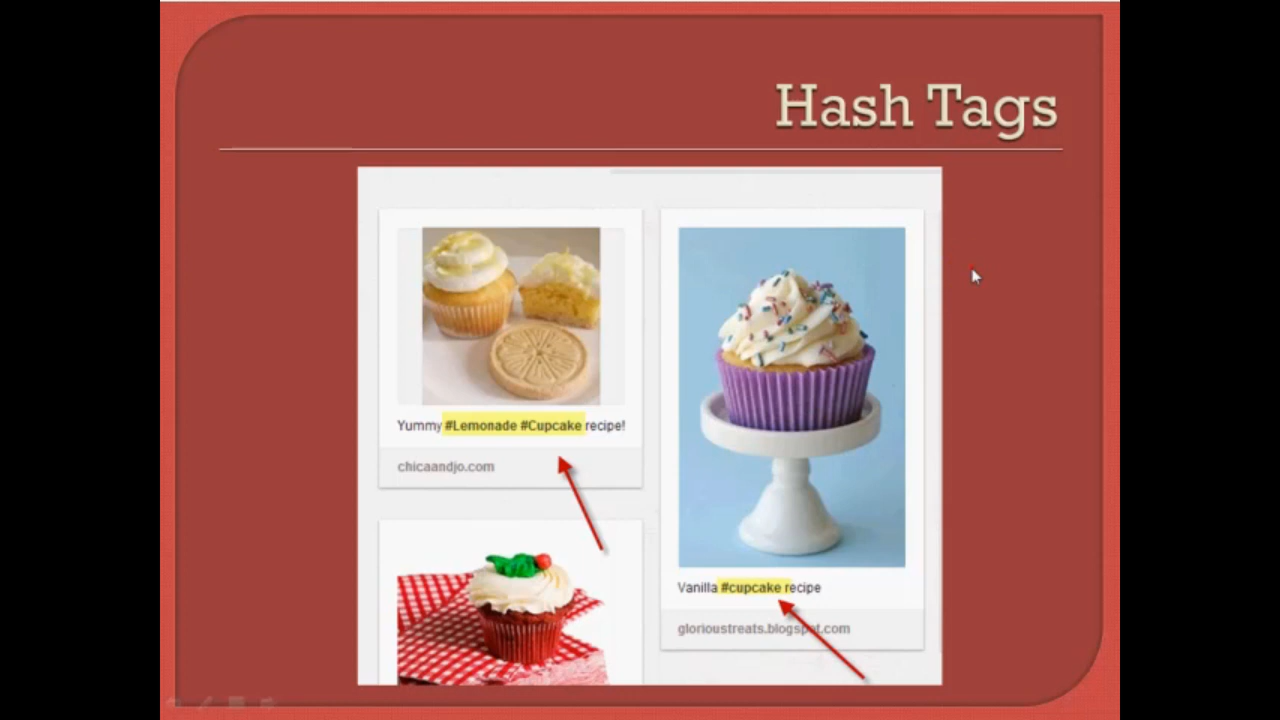 Hash Tags
Yummy #Lemonade #Cupcake recipe!
chicaandjo.com
Vanilla #cupcake recipe
glorioustreats.blogspot.com